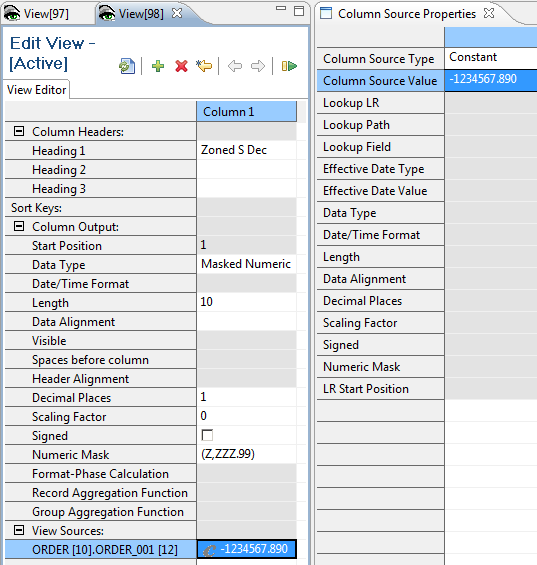 View[97]
View[98]
Edit View -
[Active]
View Editor
Column 1
Column Headers:
Heading 1 Zoned S Dec
Heading 2
Heading 3
Sort Keys:
Column Output:
Start Position 1
Data Type Masked Numeric
Date/Time Format
Length 10
Data Alignment
Visible
Spaces before column
Header Alignment
Decimal Places 1
Scaling Factor 0
Signed
Numeric Mask (Z,ZZZ.99)
Format-Phase Calculation
Record Aggregation Function
Group Aggregation Function
View Sources:
ORDER [10].ORDER_001 [12] -1234567.890
Column Source Properties
Column Source Type Constant
Column Source Value -1234567.890
Lookup LR
Lookup Path
Lookup Field
Effective Date Type
Effective Date Value
Data Type
Date/Time Format
Length
Data Alignment
Decimal Places
Scaling Factor
Signed
Numeric Mask
LR Start Position